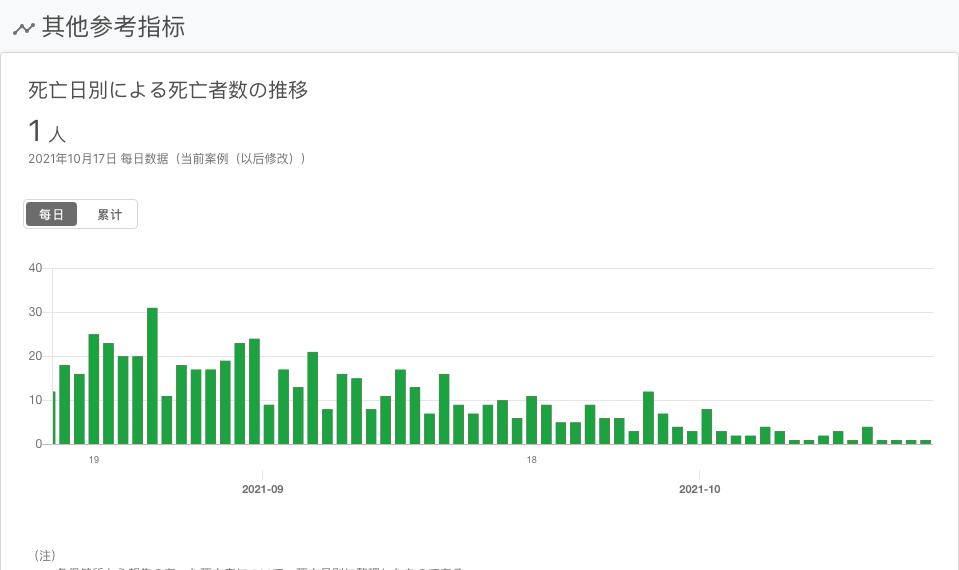 其他参考指标
死亡日別による死亡者数の推移
1 人
2021年10月17日 每日数据（当前案例（以后修改））
每日 累计
40
30
20
10
0
19 18
2021-09 2021-10
（注）